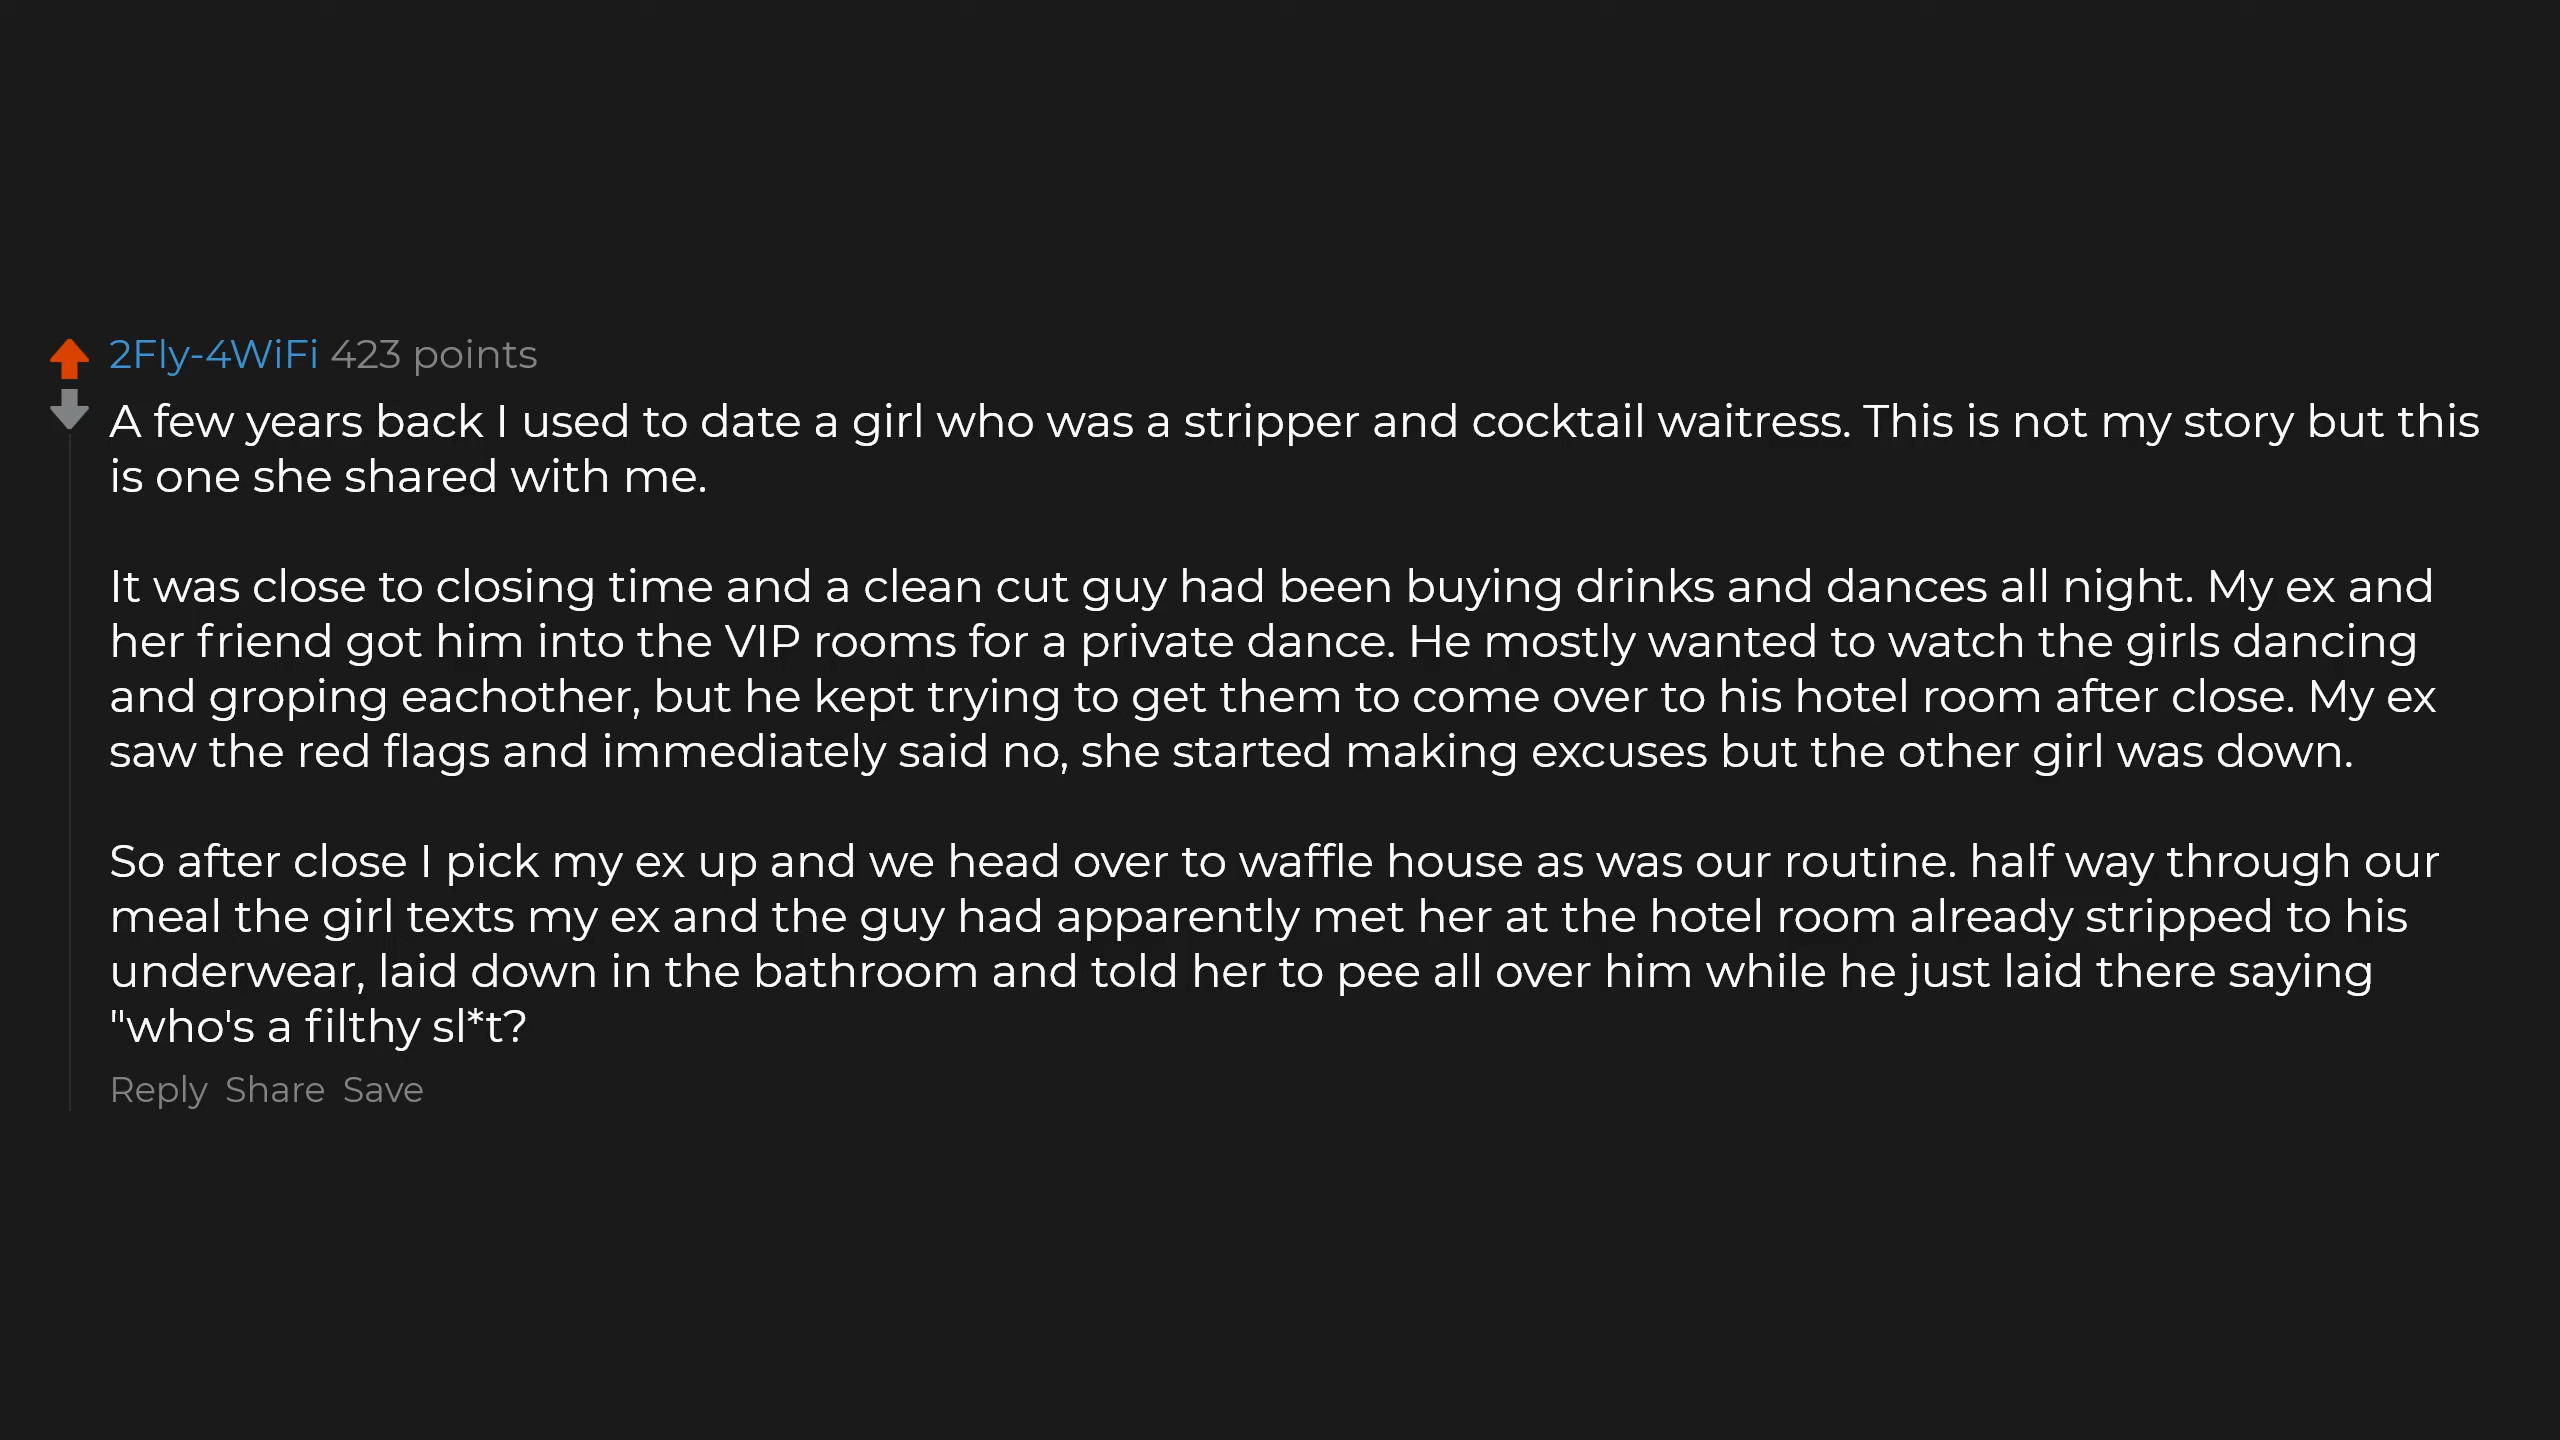 2Fly-4WiFi 423 points
A few years back I used to date a girl who was a stripper and cocktail waitress. This is not my story but this
is one she shared with me.
It was close to closing time and a clean cut guy had been buying drinks and dances all night. My ex and
her friend got him into the VIP rooms for a private dance. He mostly wanted to watch the girls dancing
and groping eachother, but he kept trying to get them to come over to his hotel room after close. My ex
saw the red flags and immediately said no, she started making excuses but the other girl was down.
So after close I pick my ex up and we head over to waffle house as was our routine. half way through our
meal the girl texts my ex and the guy had apparently met her at the hotel room already stripped to his
underwear, laid down in the bathroom and told her to pee all over him while he just laid there saying
"who's a filthy sl*t?
Reply Share Save